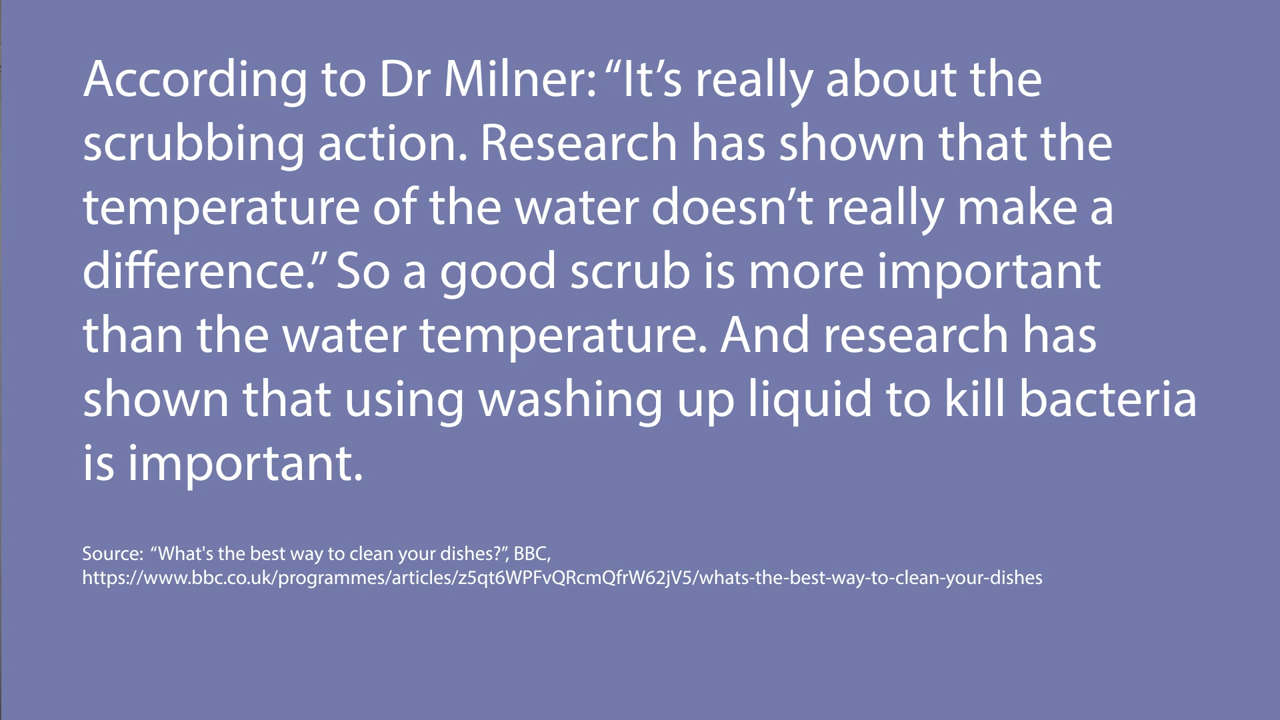 According to Dr Milner: “It’s really about the
scrubbing action. Research has shown that the
temperature of the water doesn’t really make a
difference.” So a good scrub is more important
than the water temperature. And research has
shown that using washing up liquid to kill bacteria
is important.
Source: “What's the best way to clean your dishes?”, BBC,
https://www.bbc.co.uk/programmes/articles/z5qt6WPFvQRcmQfrW62jV5/whats-the-best-way-to-clean-your-dishes